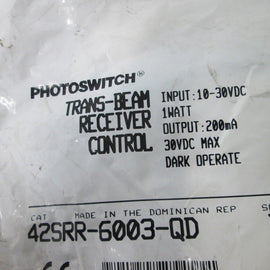 PHOTOSWITCH®
TRANS-BEAM
RECEIVER
CONTROL
INPUT: 10-30VDC
1WATT
OUTPUT: 200mA
30VDC MAX
DARK OPERATE
CAT
MADE IN THE DOMINICAN REP
42SRR-6003-QD
CE